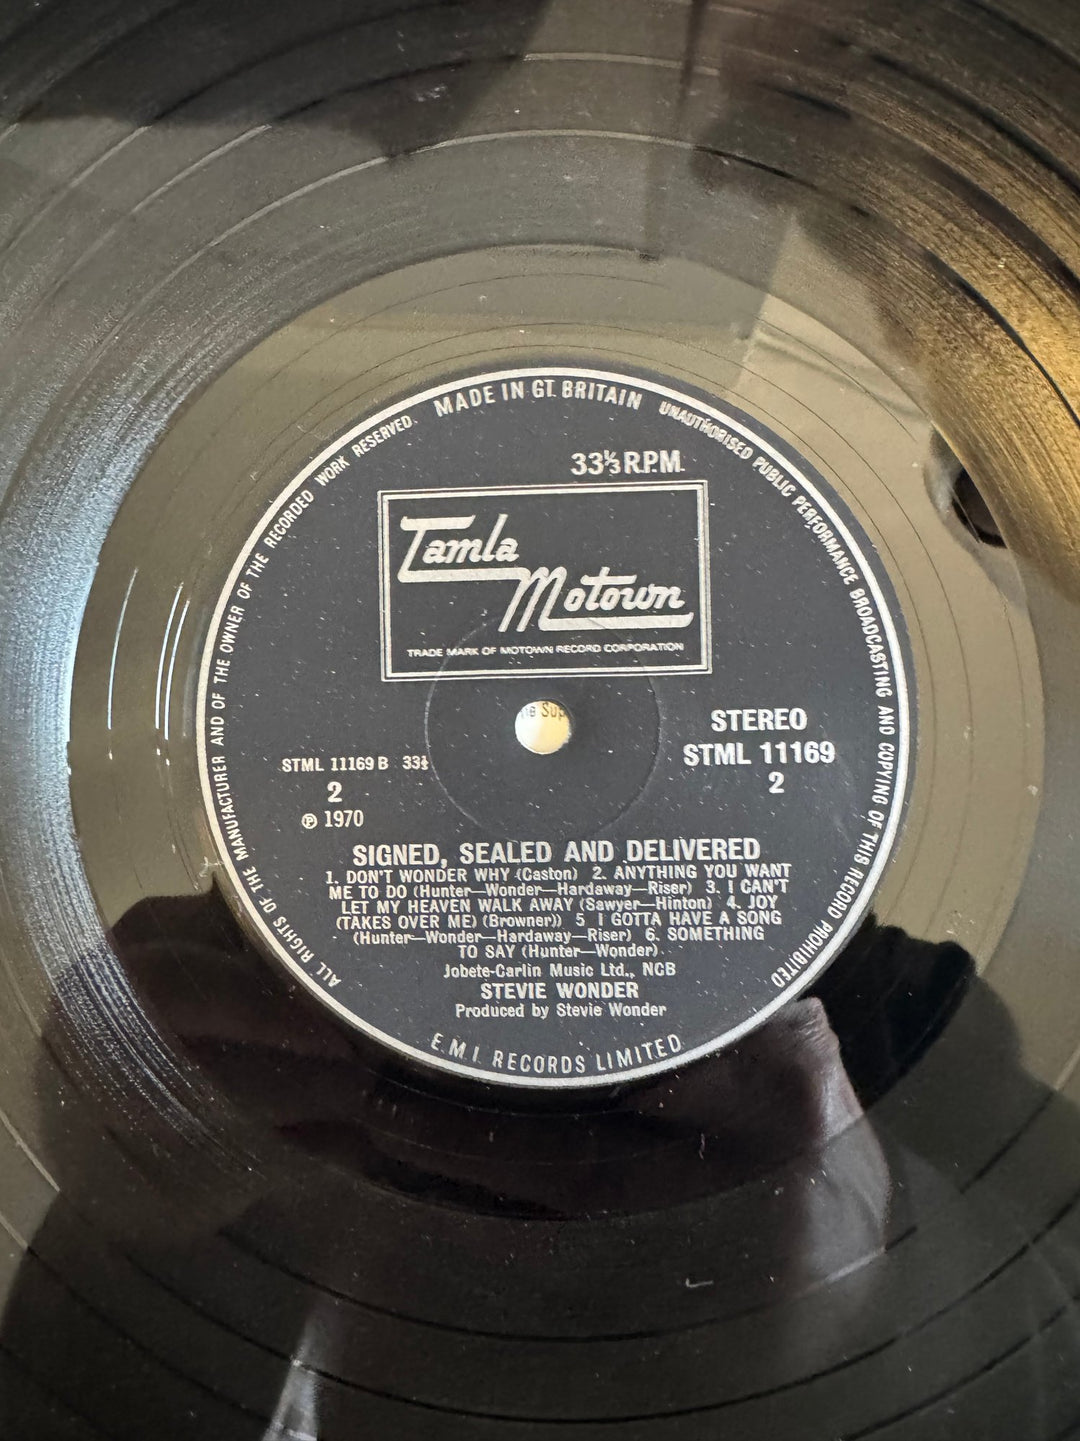 MADE IN GT. BRITAIN
UNAUTHORISED PUBLIC PERFORMANCE BROADCASTING AND COPYING OF THIS RECORD PROHIBITED
ALL RIGHTS OF THE MANUFACTURER AND OF THE OWNER OF THE RECORDED WORK RESERVED.
33⅓ R.P.M.
Tamla
Motown
TRADE MARK OF MOTOWN RECORD CORPORATION
STEREO
STML 11169
2
STML 11169 B 33⅓
2
℗ 1970
SIGNED, SEALED AND DELIVERED
1. DON'T WONDER WHY (Caston) 2. ANYTHING YOU WANT
ME TO DO (Hunter—Wonder—Hardaway—Riser) 3. I CAN'T
LET MY HEAVEN WALK AWAY (Sawyer—Hinton) 4. JOY
(TAKES OVER ME) (Browner)) 5 I GOTTA HAVE A SONG
(Hunter—Wonder—Hardaway—Riser) 6. SOMETHING
TO SAY (Hunter—Wonder).
Jobete-Carlin Music Ltd., NCB
STEVIE WONDER
Produced by Stevie Wonder
E.M.I. RECORDS LIMITED